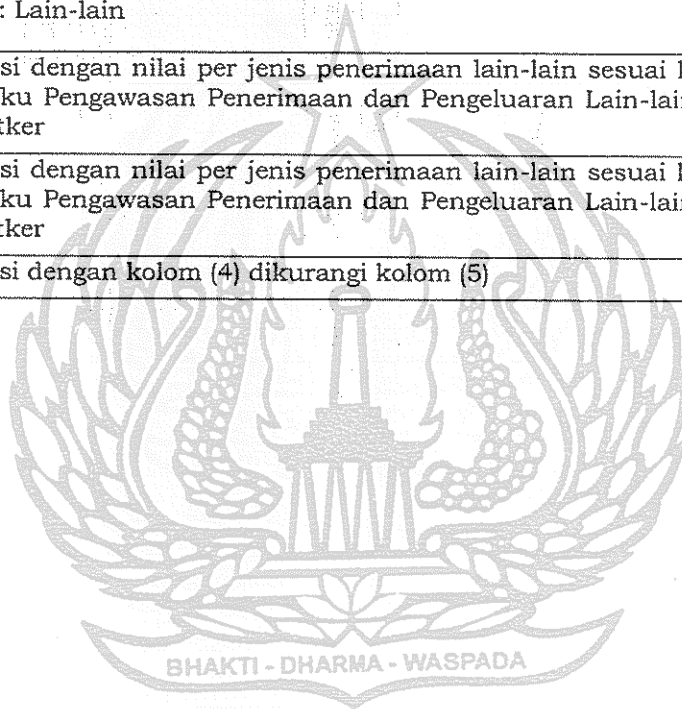 : Lain-lain
si dengan nilai per jenis penerimaan lain-lain sesuai
ku Pengawasan Penerimaan dan Pengeluaran Lain-lain
tker
si dengan nilai per jenis penerimaan lain-lain sesuai
ku Pengawasan Penerimaan dan Pengeluaran Lain-lain
tker
si dengan kolom (4) dikurangi kolom (5)
BHAKTI - DHARMA - WASPADA